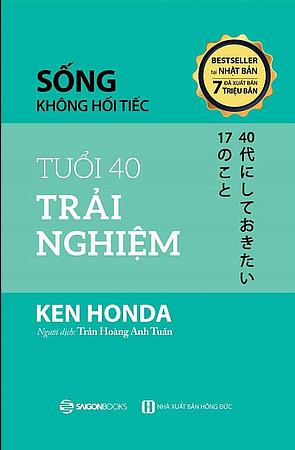 BESTSELLER
tại NHẬT BẢN
7 ĐÃ XUẤT BẢN
TRIỆU BẢN
SỐNG
KHÔNG HỐI TIẾC
40代にしておきたい
17のこと
TUỔI 40
TRẢI
NGHIỆM
KEN HONDA
Người dịch: Trần Hoàng Anh Tuấn
SAIGONBOOKS
NHÀ XUẤT BẢN HỒNG ĐỨC